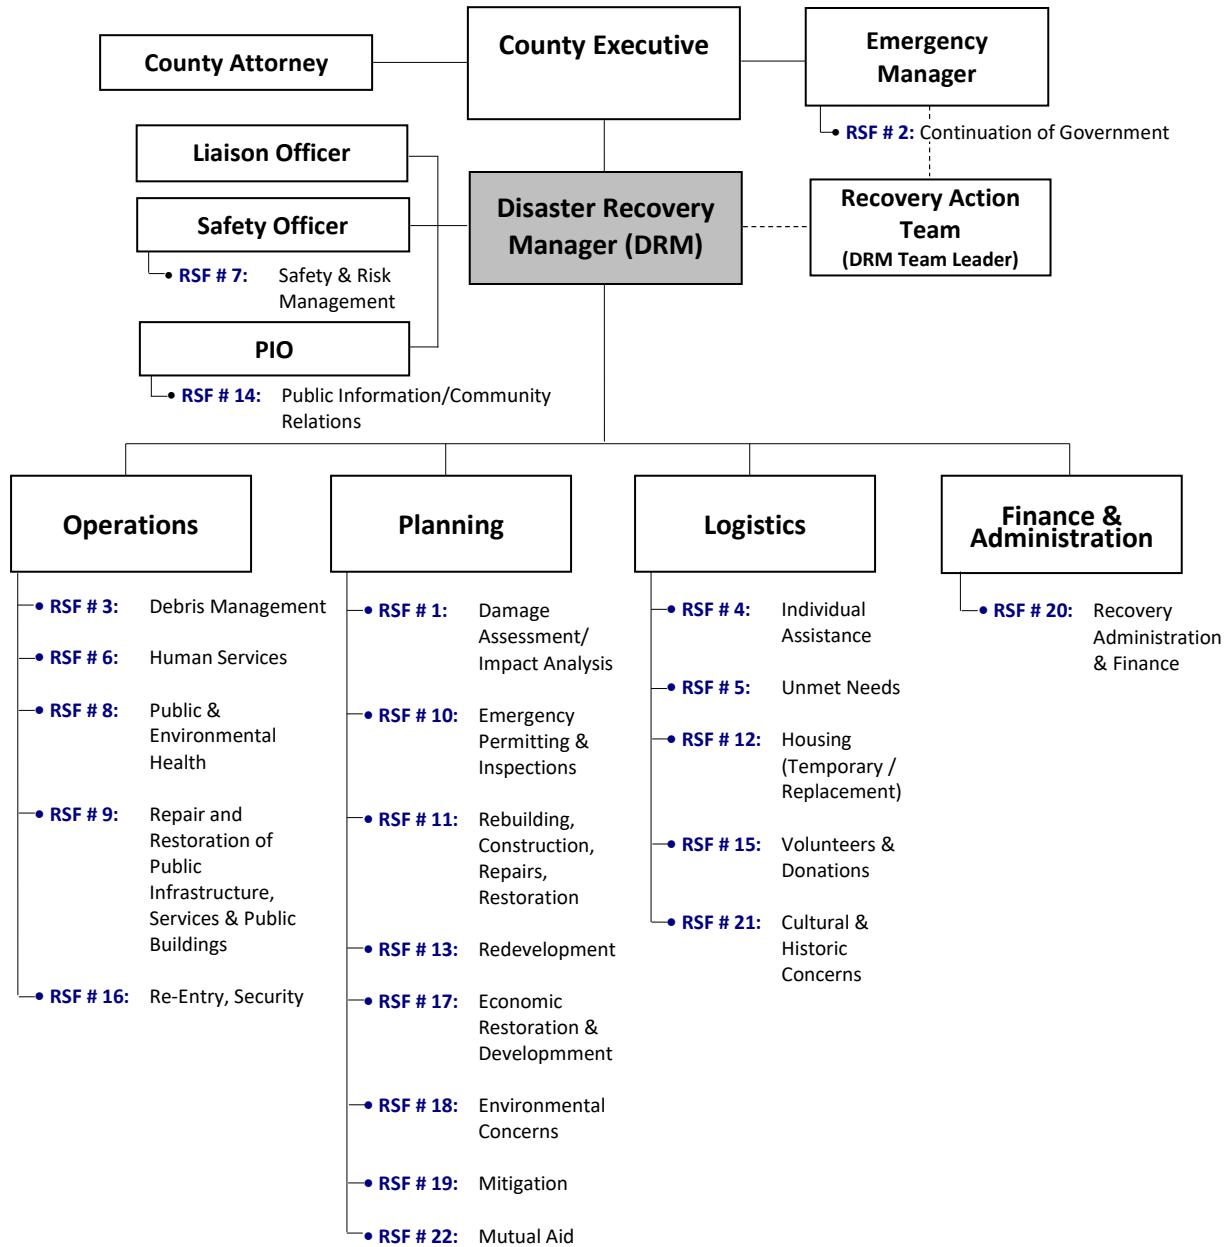 County Attorney
County Executive
Emergency
Manager
RSF # 2: Continuation of Government
Liaison Officer
Safety Officer
RSF # 7: Safety & Risk
Management
PIO
RSF # 14: Public Information/Community
Relations
Disaster Recovery
Manager (DRM)
Recovery Action
Team
(DRM Team Leader)
Operations
RSF # 3: Debris Management
RSF # 6: Human Services
RSF # 8: Public &
Environmental
Health
RSF # 9: Repair and
Restoration of
Public
Infrastructure,
Services & Public
Buildings
RSF # 16: Re-Entry, Security
Planning
RSF # 1: Damage
Assessment/
Impact Analysis
RSF # 10: Emergency
Permitting &
Inspections
RSF # 11: Rebuilding,
Construction,
Repairs,
Restoration
RSF # 13: Redevelopment
RSF # 17: Economic
Restoration &
Developmment
RSF # 18: Environmental
Concerns
RSF # 19: Mitigation
RSF # 22: Mutual Aid
Logistics
RSF # 4: Individual
Assistance
RSF # 5: Unmet Needs
RSF # 12: Housing
(Temporary /
Replacement)
RSF # 15: Volunteers &
Donations
RSF # 21: Cultural &
Historic
Concerns
Finance &
Administration
RSF # 20: Recovery
Administration
& Finance